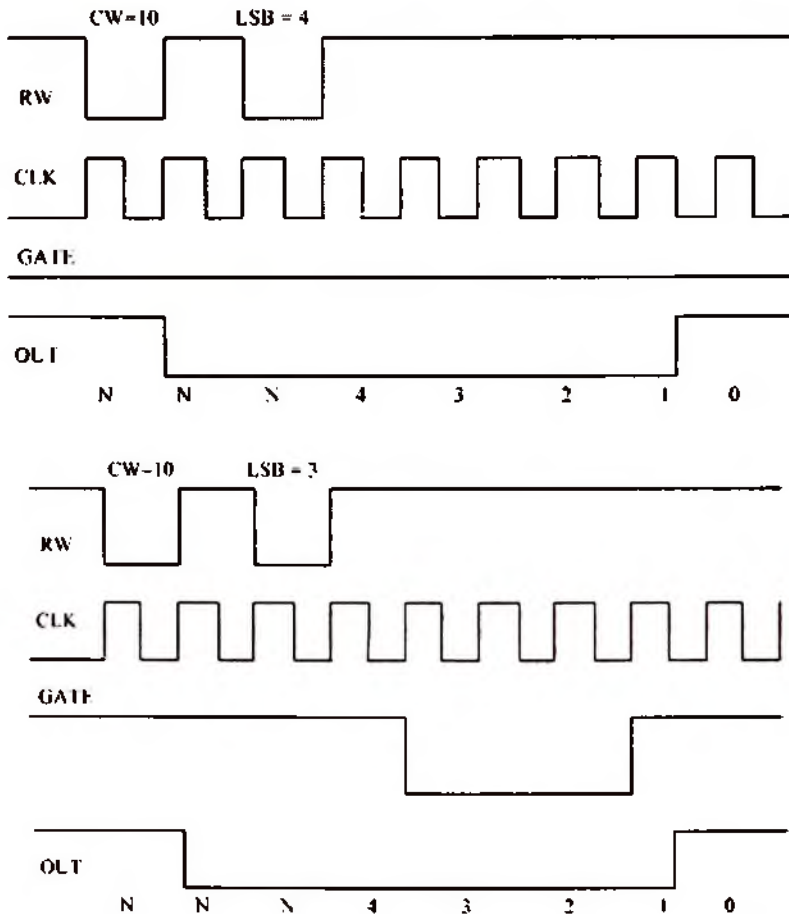 CW=10 LSB = 4
RW
CLK
GATE
OUT
N N N 4 3 2 1 0
CW-10 LSB = 3
RW
CLK
GATE
OUT
N N N 4 3 2 1 0